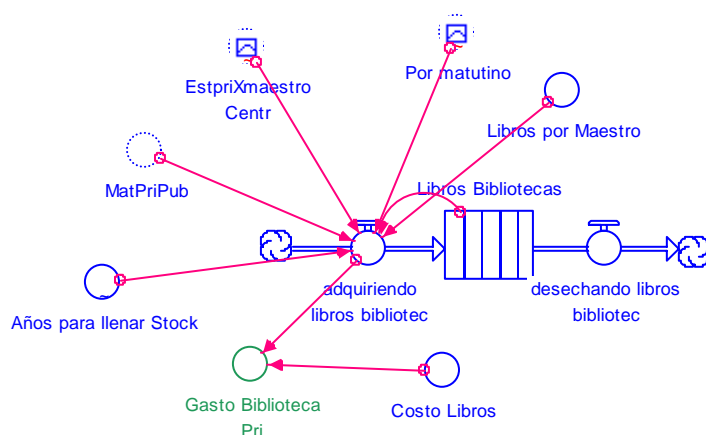 Por matutino
EstpriXmaestro
Centr
Libros por Maestro
MatPriPub
Libros Bibliotecas
adquiriendo
libros bibliotec
desechando libros
bibliotec
Años para llenar Stock
Gasto Biblioteca
Pri
Costo Libros